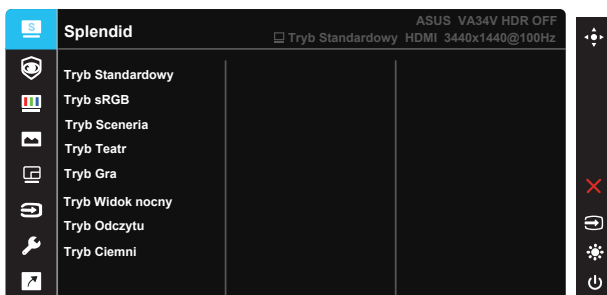 S
Splendid
ASUS VA34V HDR OFF
Tryb Standardowy HDMI 3440x1440@100Hz
Tryb Standardowy
Tryb sRGB
Tryb Sceneria
Tryb Teatr
Tryb Gra
Tryb Widok nocny
Tryb Odczytu
Tryb Ciemni